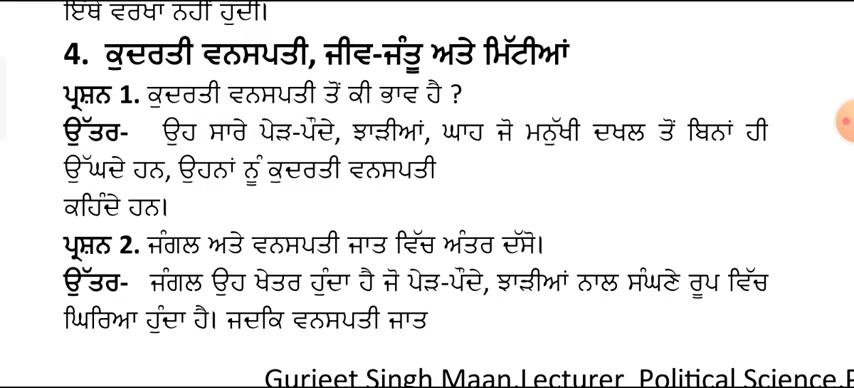 ਇੱਥੇ ਵਰਖਾ ਨਹੀਂ ਹੁੰਦੀ।
4. ਕੁਦਰਤੀ ਵਨਸਪਤੀ, ਜੀਵ-ਜੰਤੂ ਅਤੇ ਮਿੱਟੀਆਂ
ਪ੍ਰਸ਼ਨ 1. ਕੁਦਰਤੀ ਵਨਸਪਤੀ ਤੋਂ ਕੀ ਭਾਵ ਹੈ ?
ਉੱਤਰ- ਉਹ ਸਾਰੇ ਪੇੜ-ਪੌਦੇ, ਝਾੜੀਆਂ, ਘਾਹ ਜੋ ਮਨੁੱਖੀ ਦਖਲ ਤੋਂ ਬਿਨਾਂ ਹੀ
ਉੱਘਦੇ ਹਨ, ਉਹਨਾਂ ਨੂੰ ਕੁਦਰਤੀ ਵਨਸਪਤੀ
ਕਹਿੰਦੇ ਹਨ।
ਪ੍ਰਸ਼ਨ 2. ਜੰਗਲ ਅਤੇ ਵਨਸਪਤੀ ਜਾਤ ਵਿੱਚ ਅੰਤਰ ਦੱਸੋ।
ਉੱਤਰ- ਜੰਗਲ ਉਹ ਖੇਤਰ ਹੁੰਦਾ ਹੈ ਜੋ ਪੇੜ-ਪੌਦੇ, ਝਾੜੀਆਂ ਨਾਲ ਸੰਘਣੇ ਰੂਪ ਵਿੱਚ
ਘਿਰਿਆ ਹੁੰਦਾ ਹੈ। ਜਦਕਿ ਵਨਸਪਤੀ ਜਾਤ
Gurjeet Singh Maan,Lecturer Political Science,